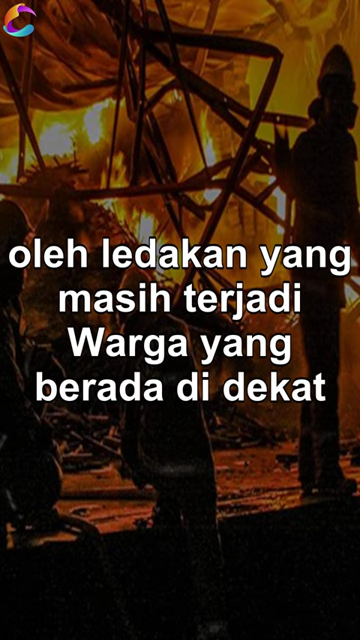 oleh ledakan yang
masih terjadi
Warga yang
berada di dekat